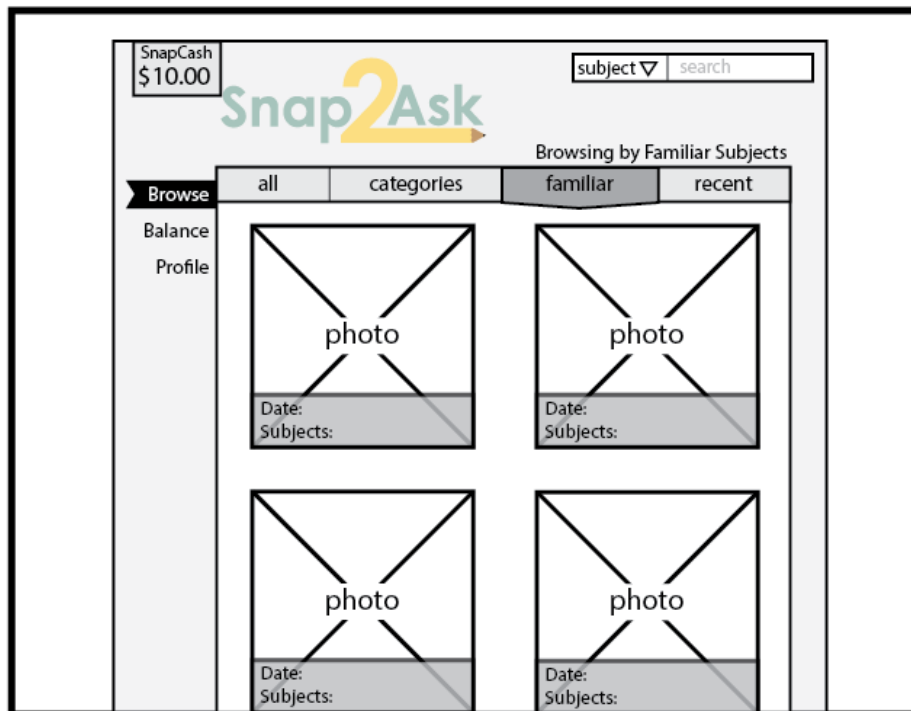 SnapCash
$10.00
Snap2Ask
subject search
Browsing by Familiar Subjects
all categories familiar recent
Browse
Balance
Profile
photo
Date:
Subjects:
photo
Date:
Subjects:
photo
Date:
Subjects:
photo
Date:
Subjects: